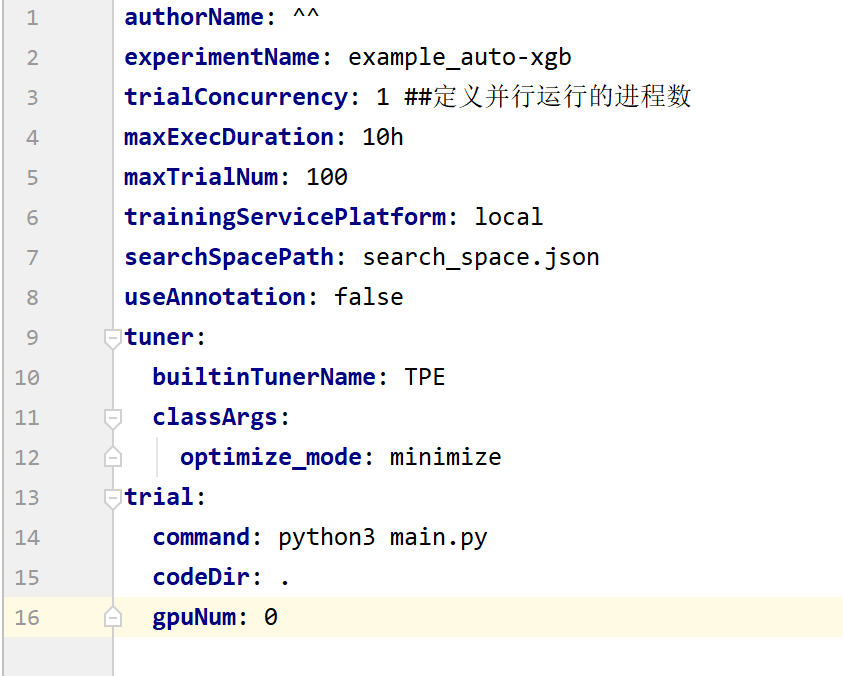 1 authorName: ^^
2 experimentName: example_auto-xgb
3 trialConcurrency: 1 ##定义并行运行的进程数
4 maxExecDuration: 10h
5 maxTrialNum: 100
6 trainingServicePlatform: local
7 searchSpacePath: search_space.json
8 useAnnotation: false
9 tuner:
10   builtinTunerName: TPE
11   classArgs:
12     optimize_mode: minimize
13 trial:
14   command: python3 main.py
15   codeDir: .
16   gpuNum: 0